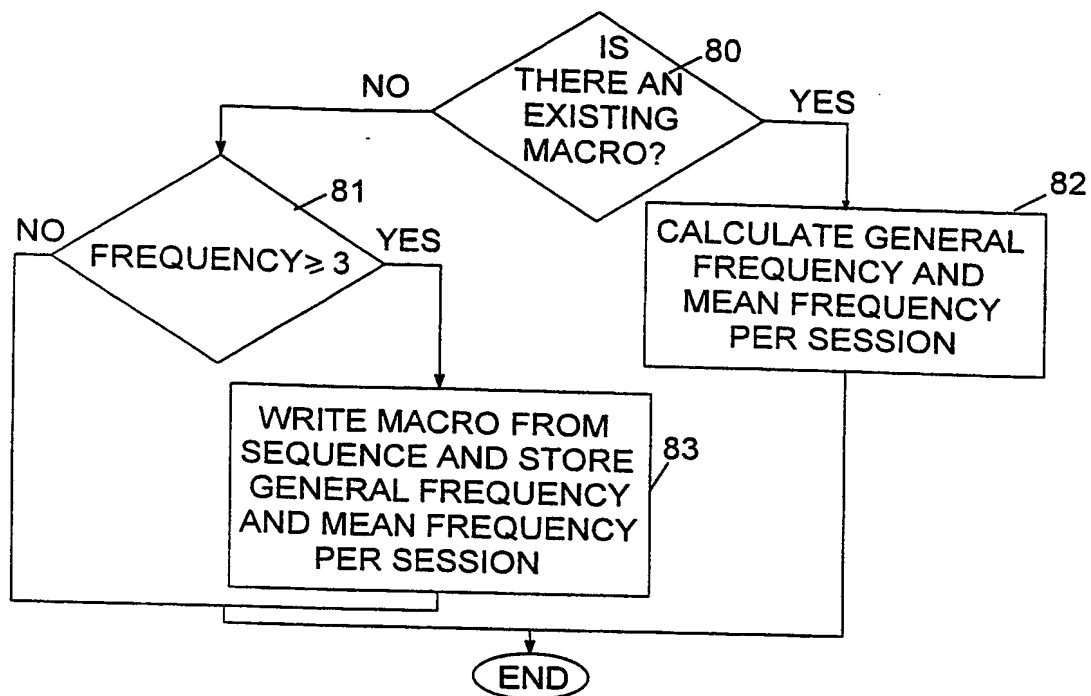 IS
THERE AN
EXISTING
MACRO?
80
NO
YES
81
NO
YES
FREQUENCY ≥ 3
82
CALCULATE GENERAL
FREQUENCY AND
MEAN FREQUENCY
PER SESSION
WRITE MACRO FROM
SEQUENCE AND STORE
GENERAL FREQUENCY
AND MEAN FREQUENCY
PER SESSION
83
END